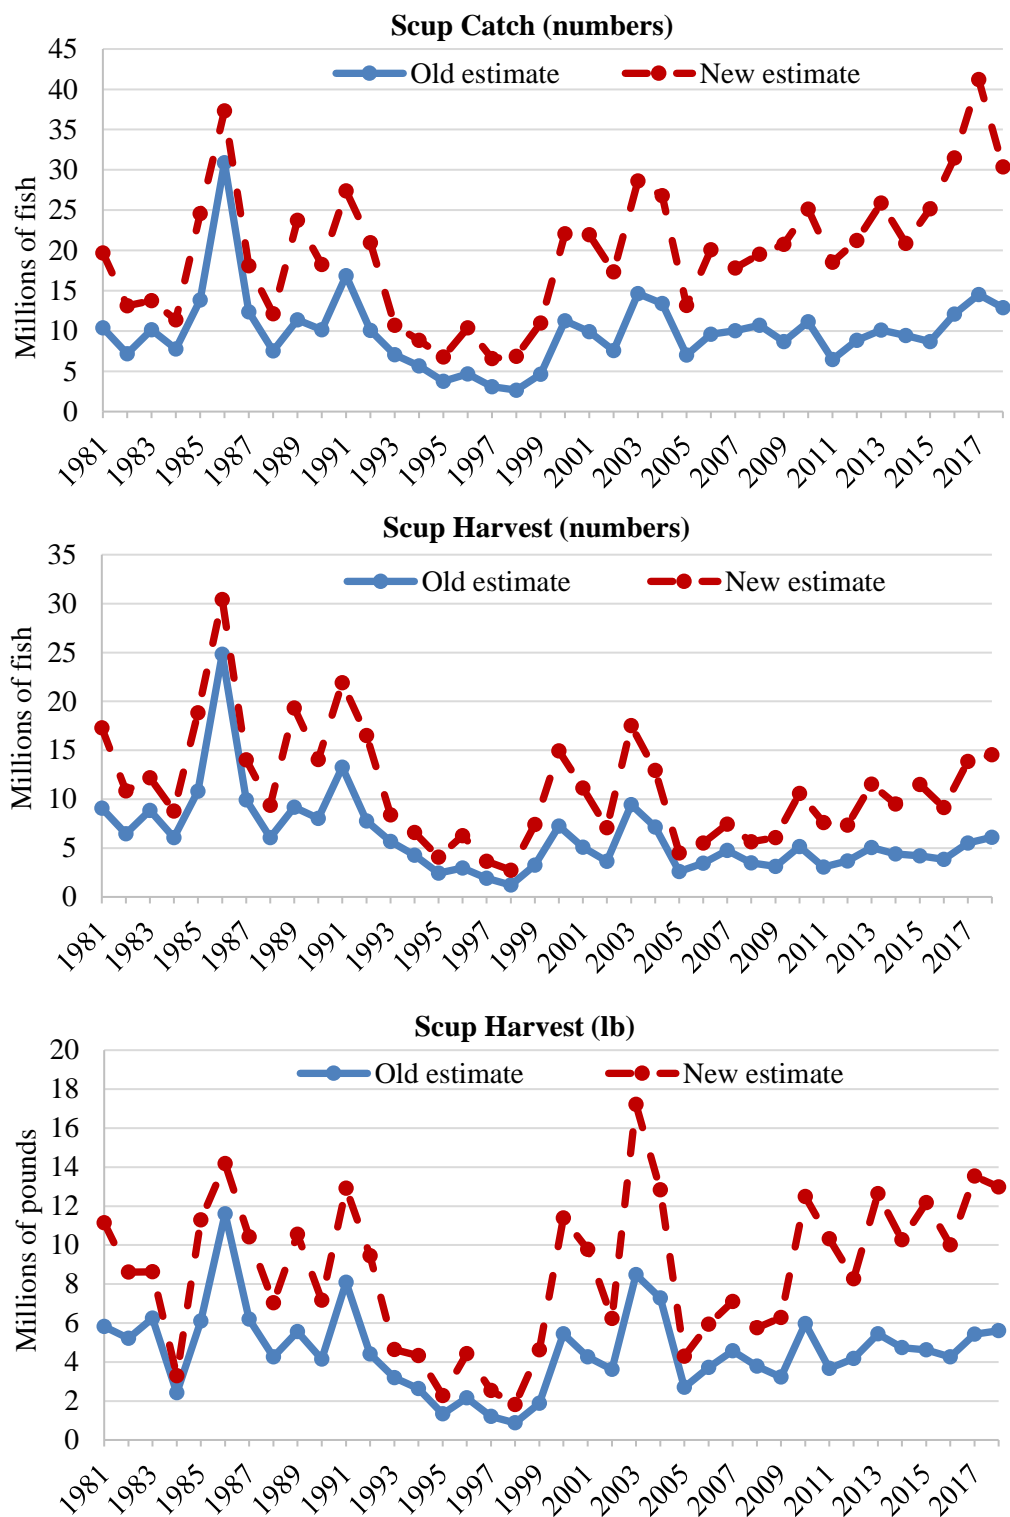 Scup Catch (numbers)
45
40
35
30
25
20
15
10
5
0
Millions of fish
Old estimate New estimate
1981 1983 1985 1987 1989 1991 1993 1995 1997 1999 2001 2003 2005 2007 2009 2011 2013 2015 2017
Scup Harvest (numbers)
35
30
25
20
15
10
5
0
Millions of fish
Old estimate New estimate
1981 1983 1985 1987 1989 1991 1993 1995 1997 1999 2001 2003 2005 2007 2009 2011 2013 2015 2017
Scup Harvest (lb)
20
18
16
14
12
10
8
6
4
2
0
Millions of pounds
Old estimate New estimate
1981 1983 1985 1987 1989 1991 1993 1995 1997 1999 2001 2003 2005 2007 2009 2011 2013 2015 2017